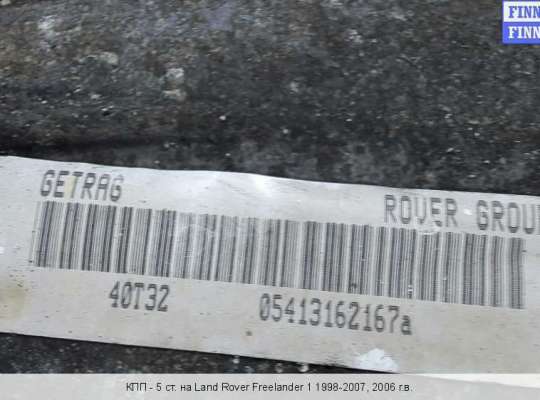 FINN
FINN
GETRAG
ROVER GROU
40T32 05413162167a
КПП - 5 ст. на Land Rover Freelander 1 1998-2007, 2006 г.в.